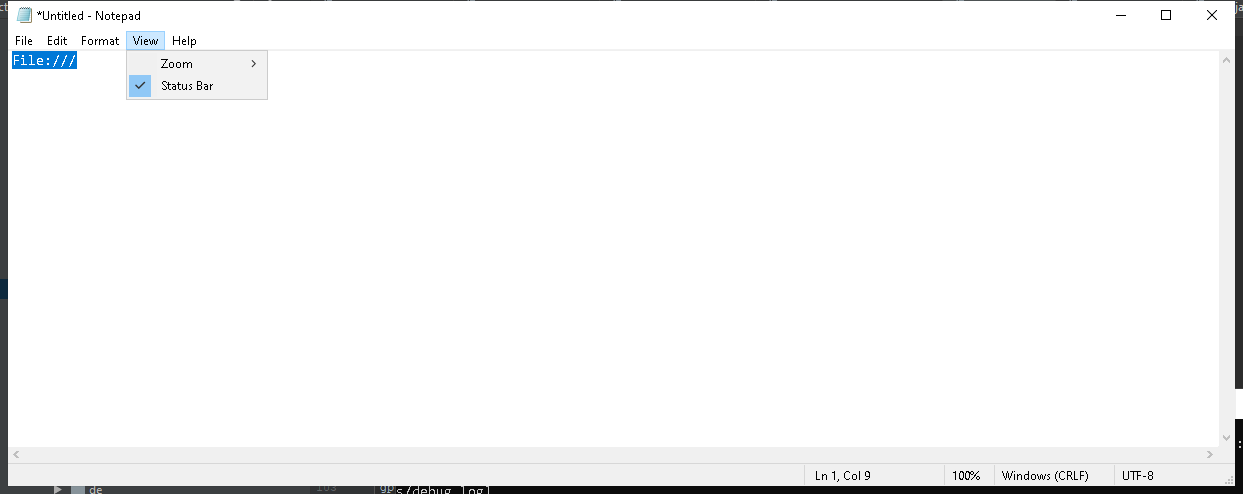 *Untitled - Notepad
File Edit Format View Help
File:///
Zoom
Status Bar
Ln 1, Col 9 100% Windows (CRLF) UTF-8
de 103 s/debug.log]